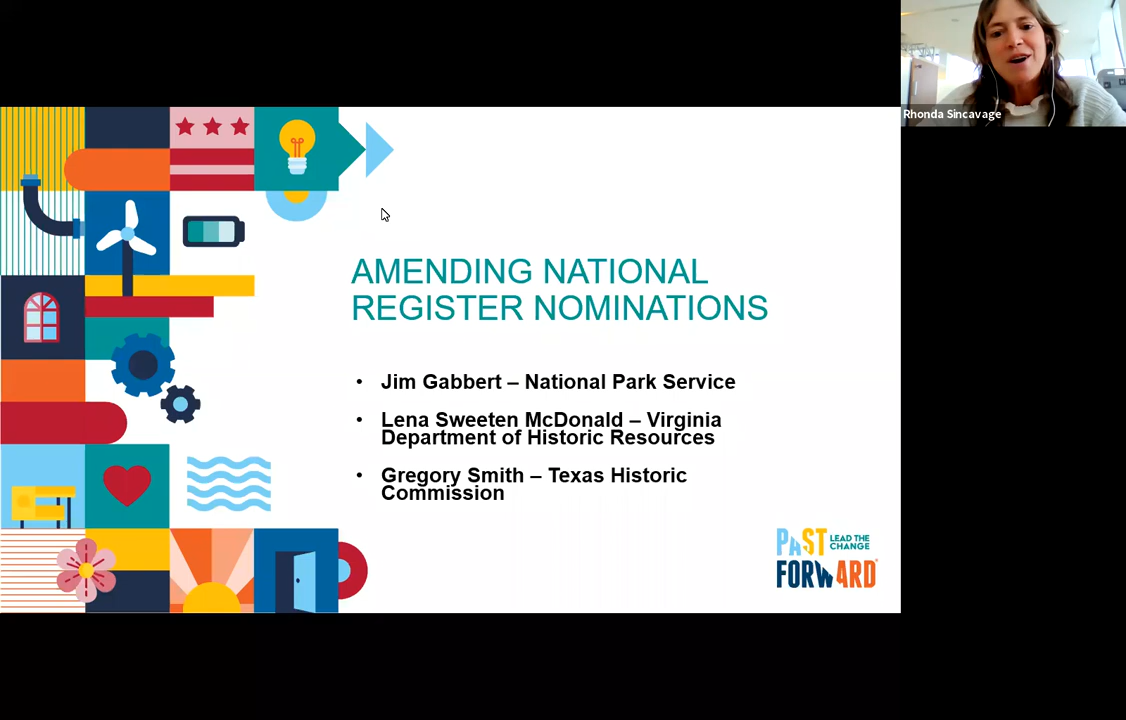 Rhonda Sincavage
AMENDING NATIONAL
REGISTER NOMINATIONS
• Jim Gabbert – National Park Service
• Lena Sweeten McDonald – Virginia
Department of Historic Resources
• Gregory Smith – Texas Historic
Commission
PAST LEAD THE
CHANGE
FORWARD